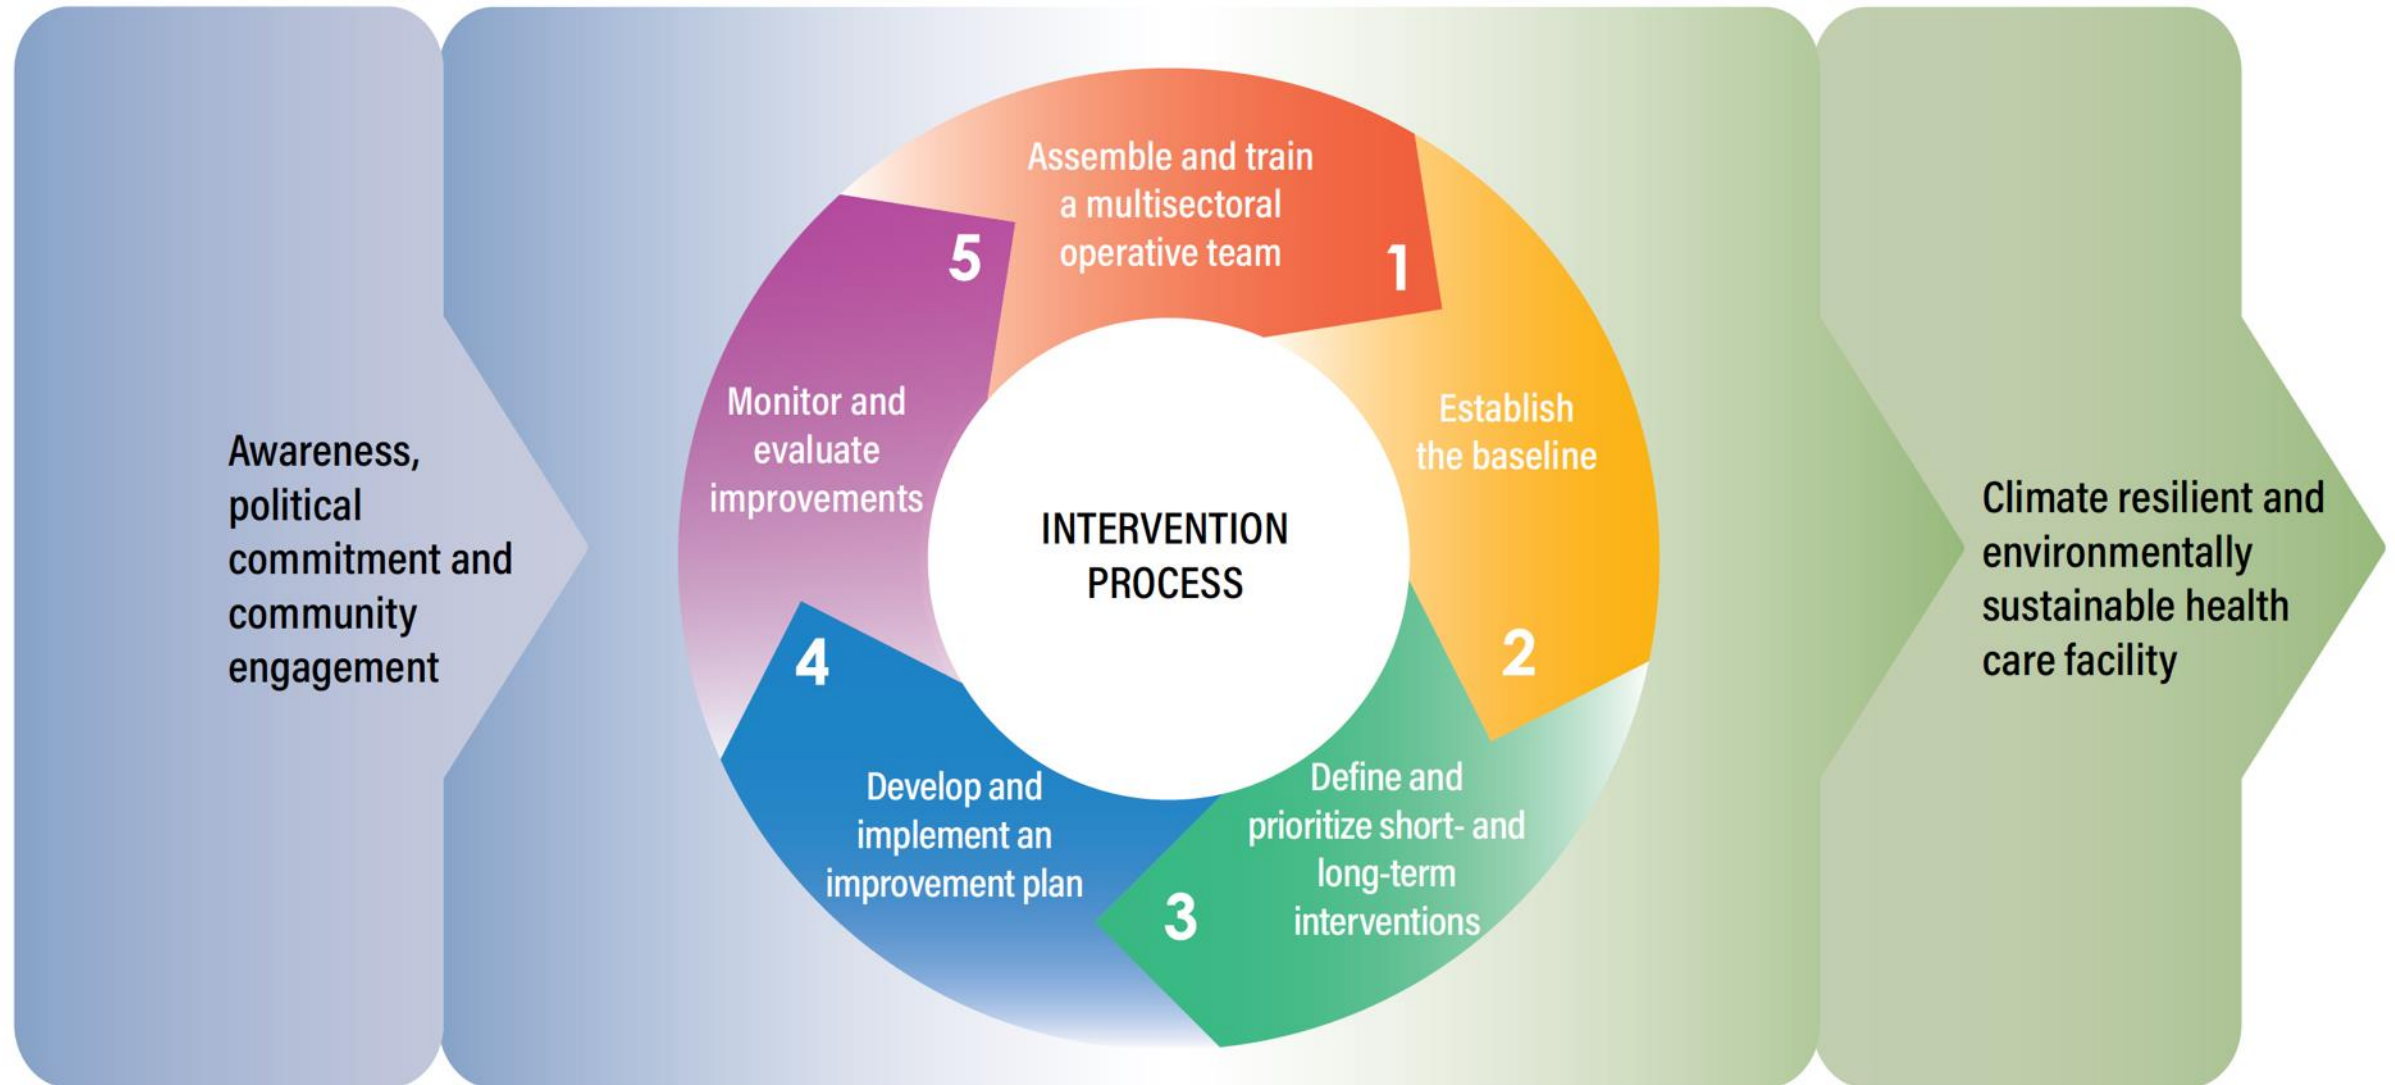 Awareness,
political
commitment and
community
engagement
INTERVENTION
PROCESS
Assemble and train
a multisectoral
operative team
1
Establish
the baseline
2
Define and
prioritize short- and
long-term
interventions
3
Develop and
implement an
improvement plan
4
Monitor and
evaluate
improvements
5
Climate resilient and
environmentally
sustainable health
care facility